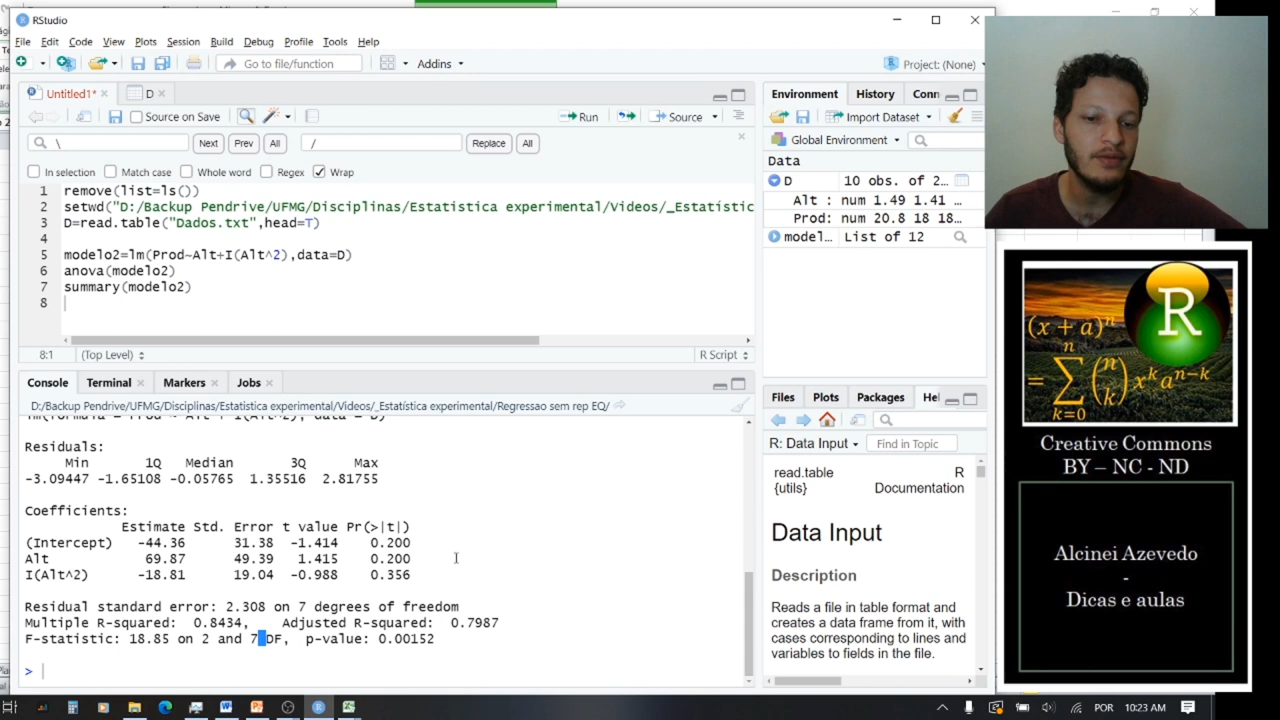 RStudio
File Edit Code View Plots Session Build Debug Profile Tools Help
Go to file/function
Addins
Project: (None)
Untitled1*
D
Source on Save
Run
Source
\
Next
Prev
All
/
Replace
All
In selection
Match case
Whole word
Regex
Wrap
1 remove(list=ls())
2 setwd("D:/Backup Pendrive/UFMG/Disciplinas/Estatistica experimental/Videos/_Estatístic
3 D=read.table("Dados.txt",head=T)
4
5 modelo2=lm(Prod~Alt+I(Alt^2),data=D)
6 anova(modelo2)
7 summary(modelo2)
8
8:1 (Top Level)
R Script
Console Terminal Markers Jobs
D:/Backup Pendrive/UFMG/Disciplinas/Estatistica experimental/Videos/_Estatística experimental/Regressao sem rep EQ/
Residuals:
Min 1Q Median 3Q Max
-3.09447 -1.65108 -0.05765 1.35516 2.81755
Coefficients:
Estimate Std. Error t value Pr(>|t|)
(Intercept) -44.36 31.38 -1.414 0.200
Alt 69.87 49.39 1.415 0.200
I(Alt^2) -18.81 19.04 -0.988 0.356
Residual standard error: 2.308 on 7 degrees of freedom
Multiple R-squared: 0.8434, Adjusted R-squared: 0.7987
F-statistic: 18.85 on 2 and 7 DF, p-value: 0.00152
>
Environment History Conn
Import Dataset
Global Environment
Data
D 10 obs. of 2…
Alt : num 1.49 1.41 …
Prod: num 20.8 18 18…
model… List of 12
Files Plots Packages Hel
R: Data Input
Find in Topic
read.table {utils}
R Documentation
Data Input
Description
Reads a file in table format and
creates a data frame from it, with
cases corresponding to lines and
variables to fields in the file.
R
(x + a)^n
= ∑ n k=0 (n k) x^k a^{n-k}
Creative Commons
BY – NC - ND
Alcinei Azevedo
-
Dicas e aulas
POR 10:23 AM